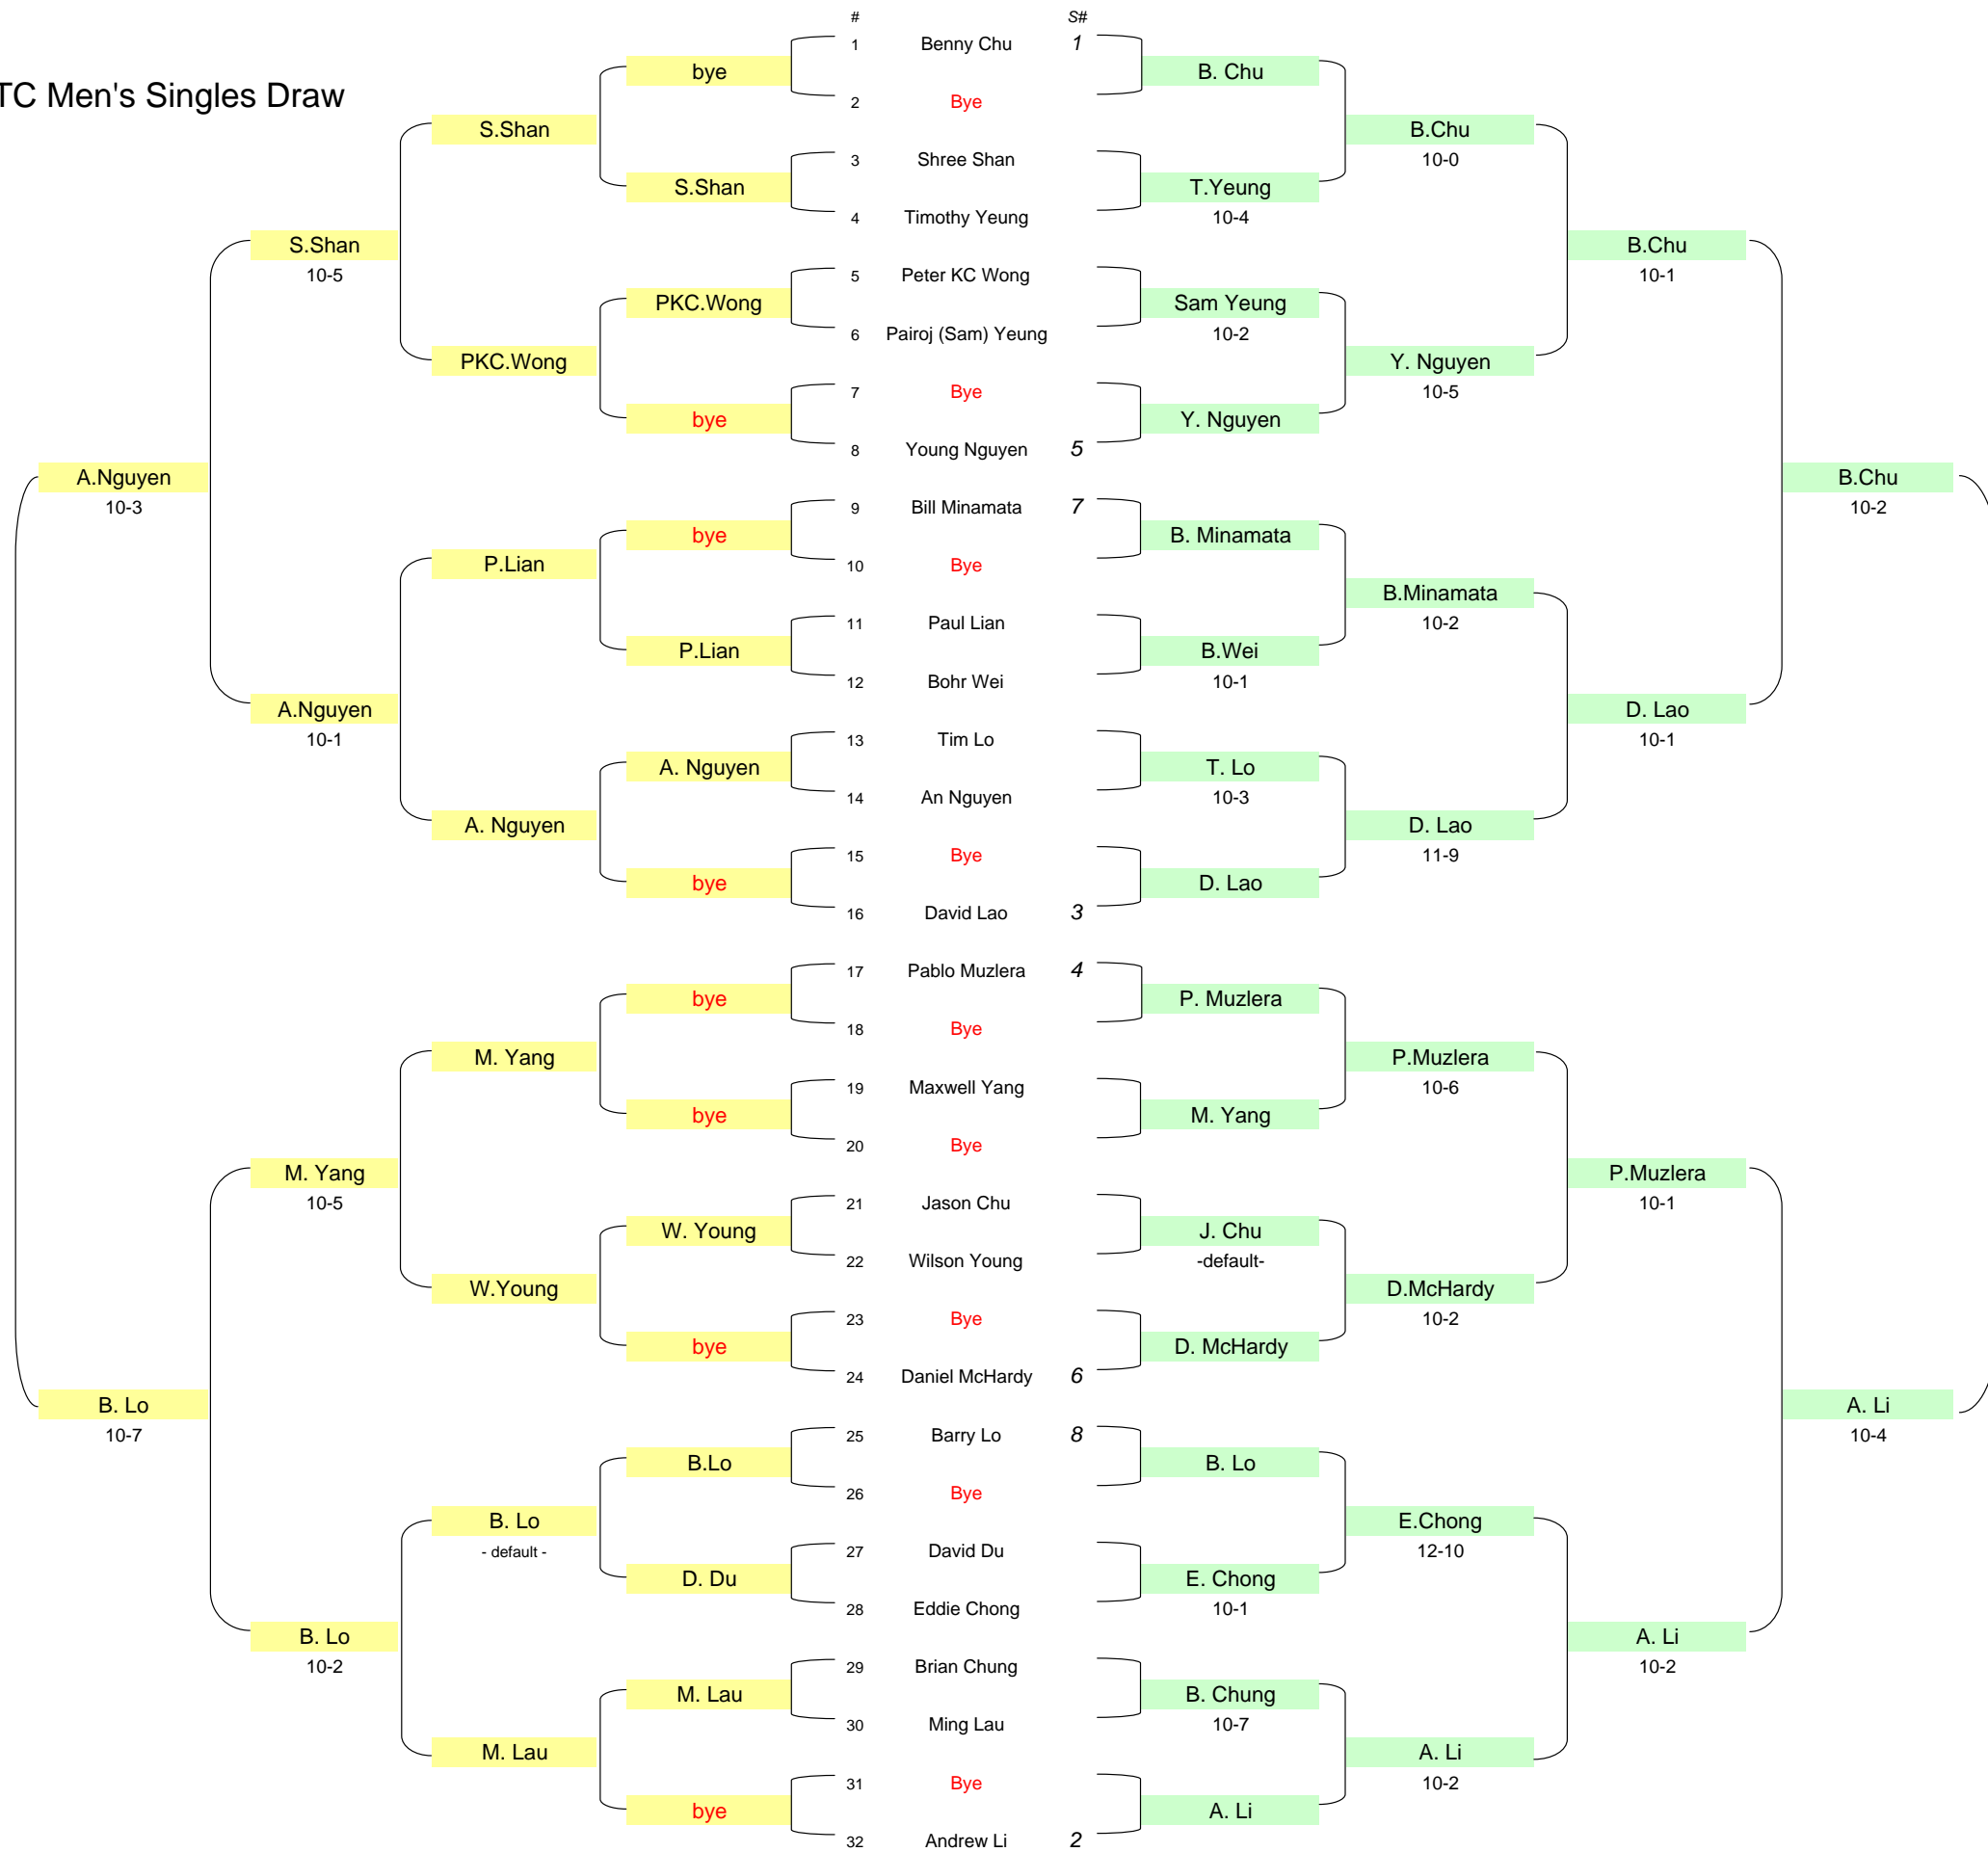 # S#
1 Benny Chu 1
bye B. Chu
TC Men's Singles Draw
2 Bye
S.Shan B.Chu
3 Shree Shan 10-0
S.Shan T.Yeung
4 Timothy Yeung 10-4
S.Shan B.Chu
10-5 5 Peter KC Wong 10-1
PKC.Wong Sam Yeung
6 Pairoj (Sam) Yeung 10-2
PKC.Wong Y. Nguyen
7 Bye 10-5
bye Y. Nguyen
8 Young Nguyen 5
A.Nguyen B.Chu
10-3 9 Bill Minamata 7 10-2
bye B. Minamata
P.Lian 10 Bye
B.Minamata
11 Paul Lian 10-2
P.Lian B.Wei
12 Bohr Wei 10-1
A.Nguyen D. Lao
10-1 13 Tim Lo 10-1
A. Nguyen T. Lo
14 An Nguyen 10-3
A. Nguyen D. Lao
15 Bye 11-9
bye D. Lao
16 David Lao 3
17 Pablo Muzlera 4
bye P. Muzlera
18 Bye
M. Yang P.Muzlera
19 Maxwell Yang 10-6
bye M. Yang
20 Bye
M. Yang P.Muzlera
10-5 21 Jason Chu 10-1
W. Young J. Chu
22 Wilson Young -default-
W.Young D.McHardy
23 Bye 10-2
bye D. McHardy
24 Daniel McHardy 6
B. Lo A. Li
10-7 25 Barry Lo 8 10-4
B.Lo B. Lo
26 Bye
B. Lo E.Chong
- default - 27 David Du 12-10
D. Du E. Chong
28 Eddie Chong 10-1
B. Lo A. Li
10-2 29 Brian Chung 10-2
M. Lau B. Chung
30 Ming Lau 10-7
M. Lau A. Li
31 Bye 10-2
bye A. Li
32 Andrew Li 2